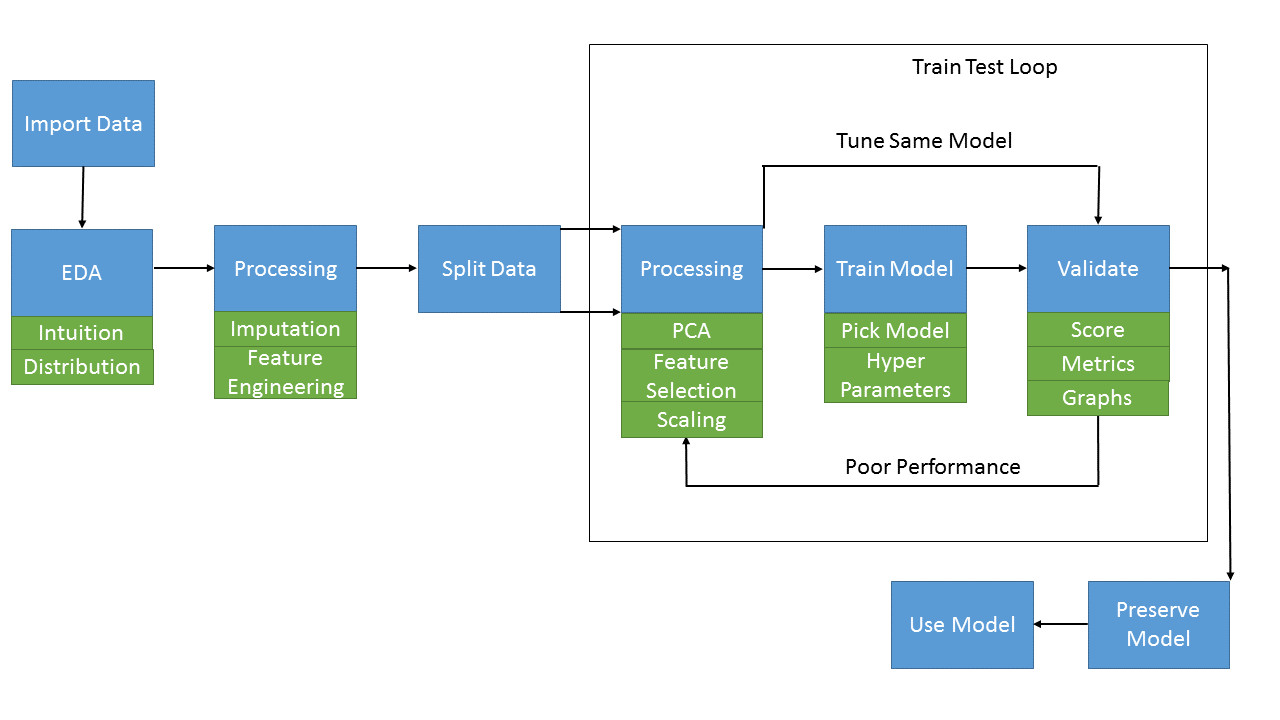 Train Test Loop
Import Data
Tune Same Model
EDA
Intuition
Distribution
Processing
Imputation
Feature
Engineering
Split Data
Processing
PCA
Feature
Selection
Scaling
Train Model
Pick Model
Hyper
Parameters
Validate
Score
Metrics
Graphs
Poor Performance
Use Model
Preserve
Model